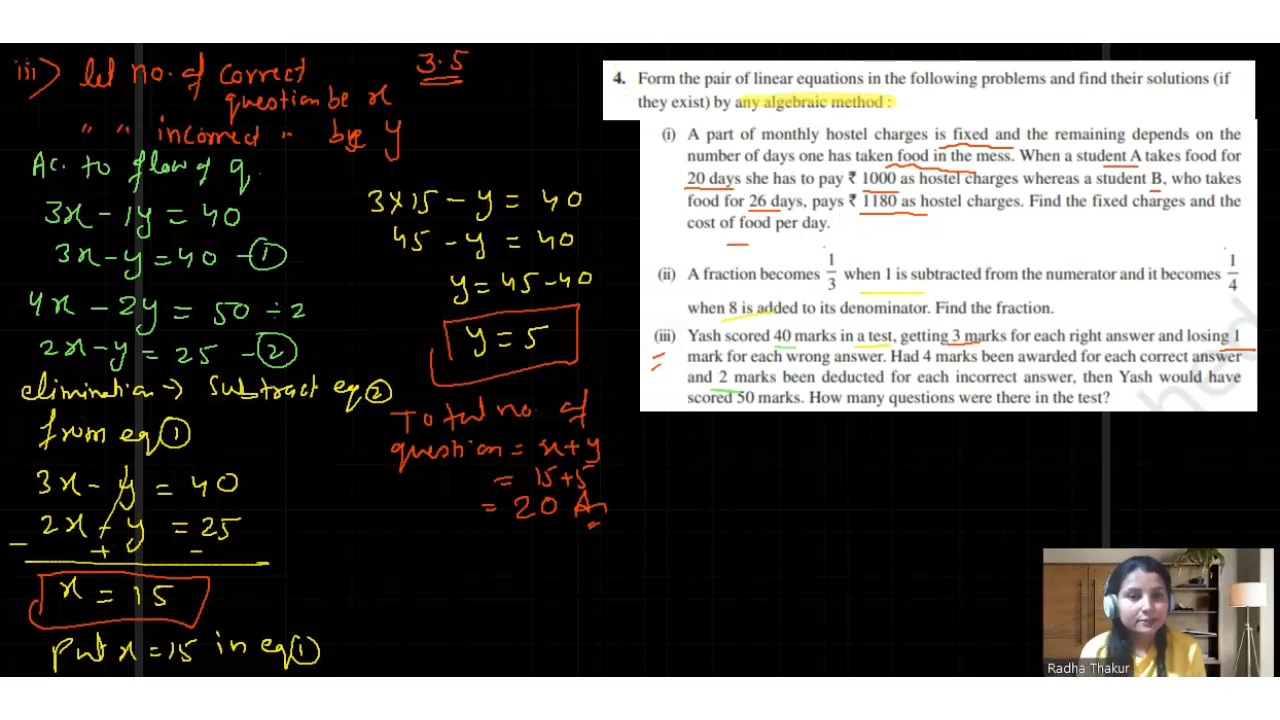 iii) let no. of correct
question be x
" " incorrect " be y
Ac. to flow of q.
3x - 1y = 40
3x - y = 40 - ①
4x - 2y = 50 ÷ 2
2x - y = 25 - ②
elimination → Subtract eq ②
from eq ①
3x - y = 40
2x - y = 25
- + -
x = 15
put x = 15 in eq ①
3.5
3×15 - y = 40
45 - y = 40
y = 45 - 40
y = 5
Total no. of
question = x + y
= 15 + 5
= 20 An
4. Form the pair of linear equations in the following problems and find their solutions (if
they exist) by any algebraic method :
(i) A part of monthly hostel charges is fixed and the remaining depends on the
number of days one has taken food in the mess. When a student A takes food for
20 days she has to pay ₹ 1000 as hostel charges whereas a student B, who takes
food for 26 days, pays ₹ 1180 as hostel charges. Find the fixed charges and the
cost of food per day.
(ii) A fraction becomes 1/3 when 1 is subtracted from the numerator and it becomes 1/4
when 8 is added to its denominator. Find the fraction.
(iii) Yash scored 40 marks in a test, getting 3 marks for each right answer and losing 1
mark for each wrong answer. Had 4 marks been awarded for each correct answer
and 2 marks been deducted for each incorrect answer, then Yash would have
scored 50 marks. How many questions were there in the test?
Radha Thakur